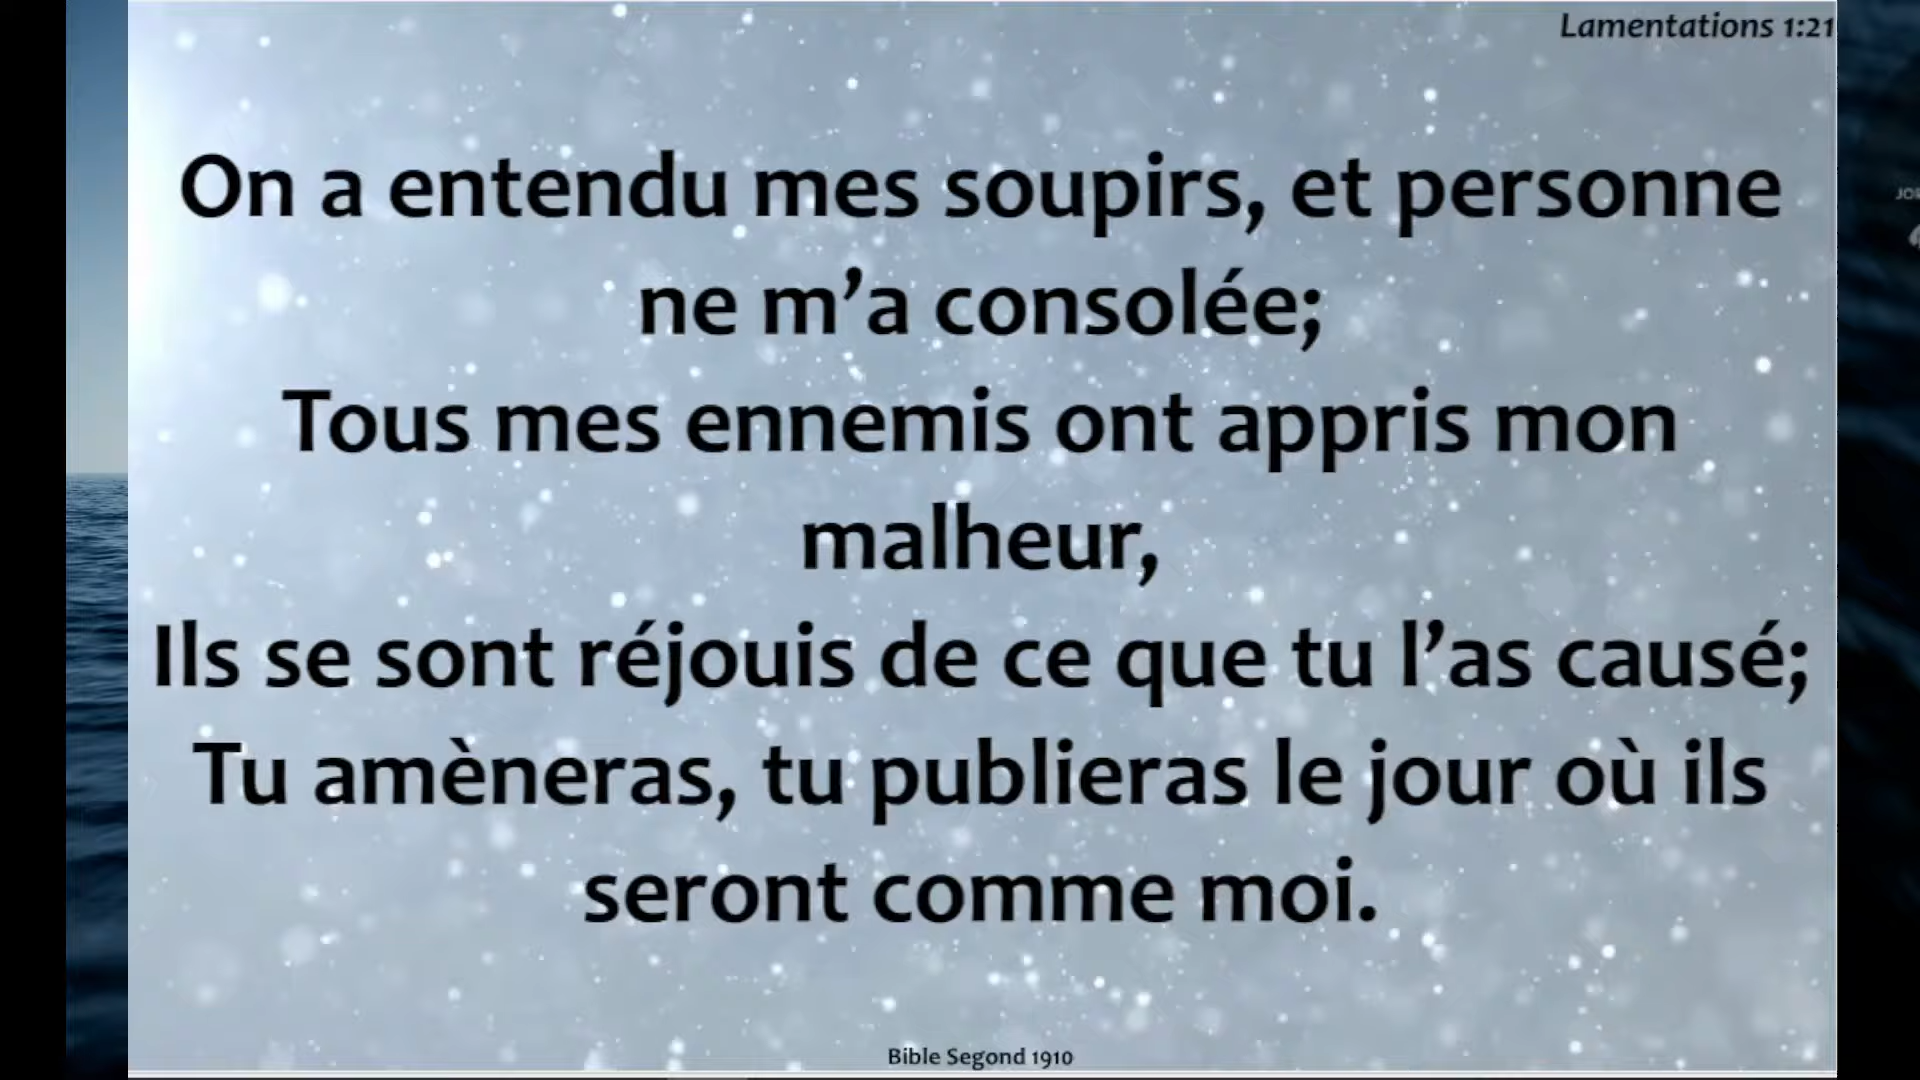 Lamentations 1:21
On a entendu mes soupirs, et personne
ne m’a consolée;
Tous mes ennemis ont appris mon
malheur,
Ils se sont réjouis de ce que tu l’as causé;
Tu amèneras, tu publieras le jour où ils
seront comme moi.
Bible Segond 1910